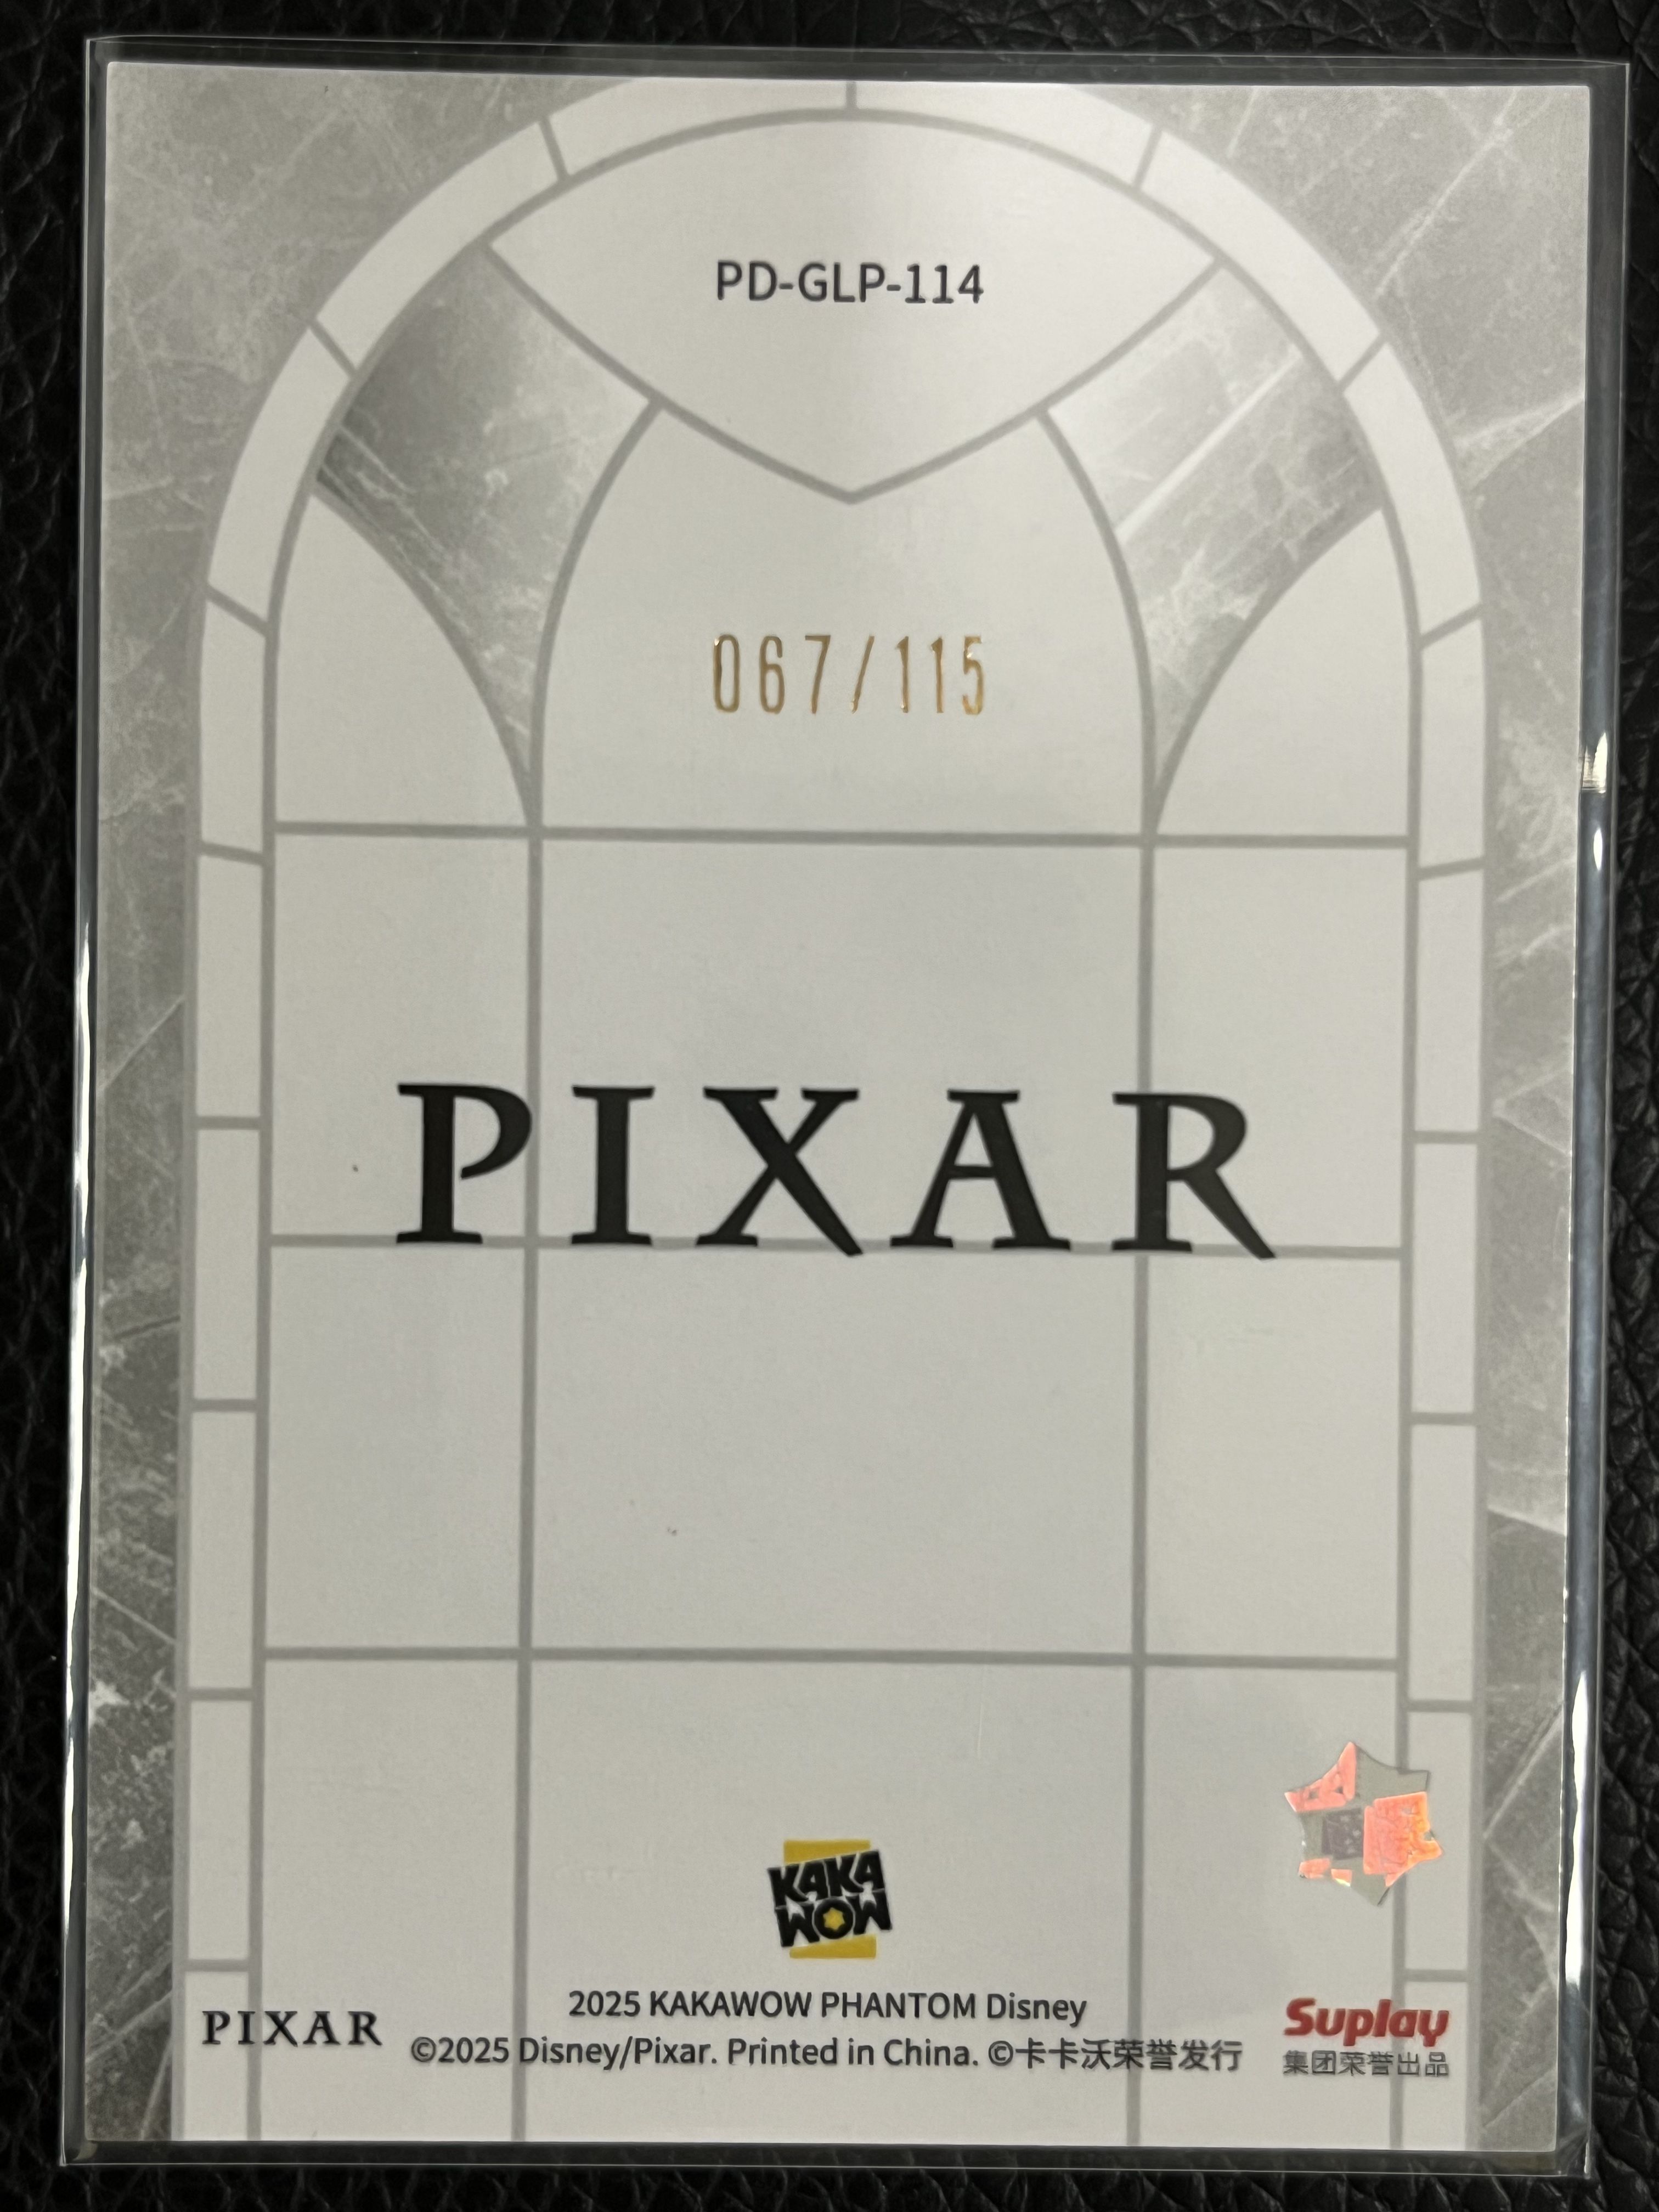 PD-GLP-114
067/115
PIXAR
KAKA
WOW
2025 KAKAWOW PHANTOM Disney
PIXAR
©2025 Disney/Pixar. Printed in China. ©卡卡沃荣誉发行
Suplay
集团荣誉出品